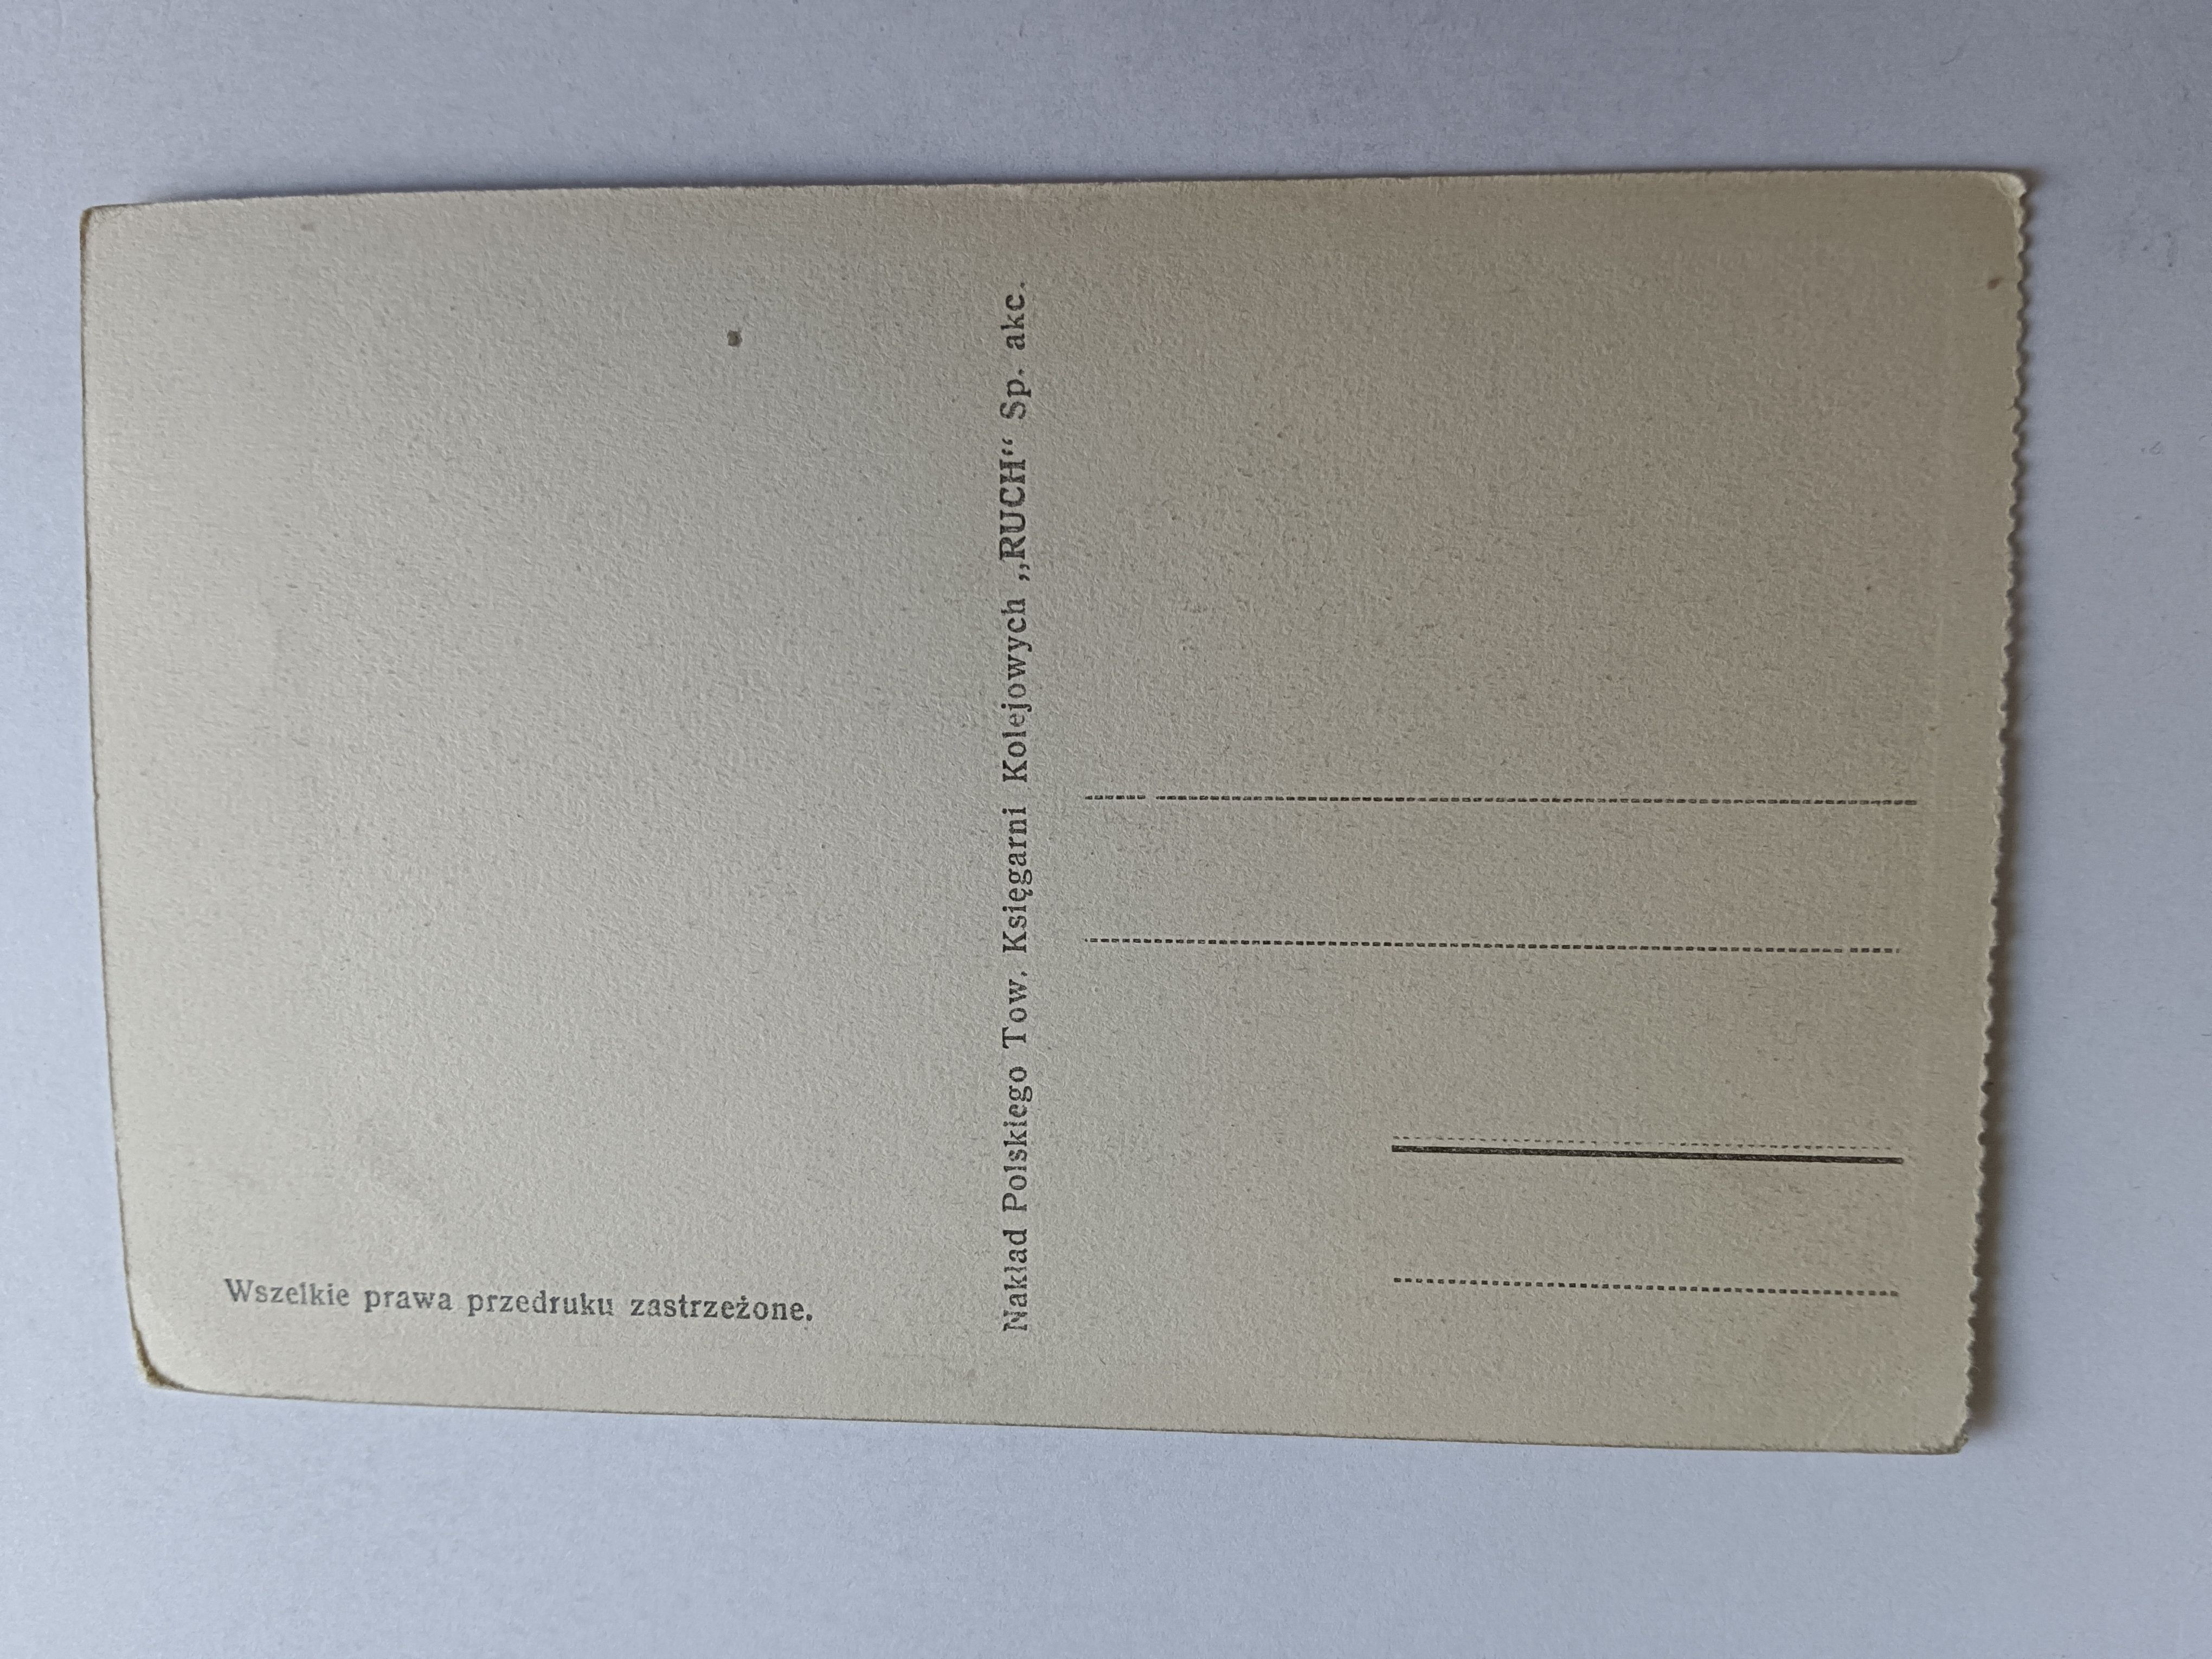 Wszelkie prawa przedruku zastrzeżone.
Nakład Polskiego Tow. Księgarni Kolejowych „RUCH“ Sp. akc.